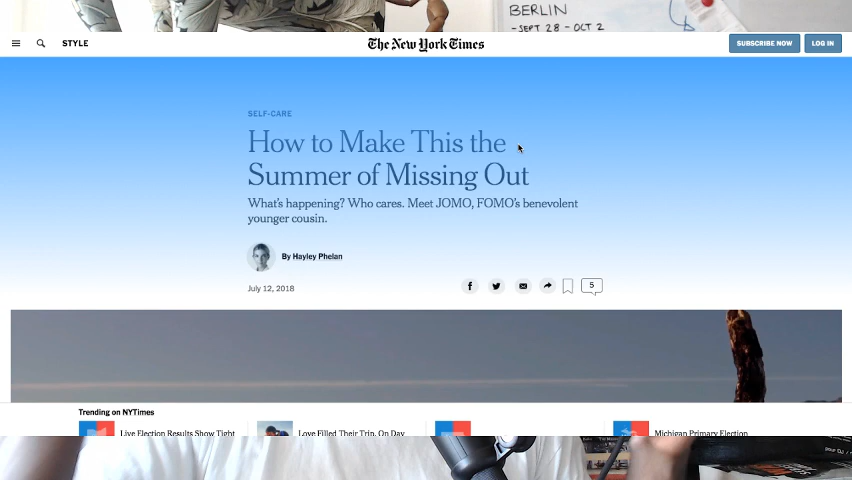 BERLIN
-SEPT 28 - OCT 2
STYLE
The New York Times
SUBSCRIBE NOW
LOG IN
SELF-CARE
How to Make This the
Summer of Missing Out
What's happening? Who cares. Meet JOMO, FOMO's benevolent
younger cousin.
By Hayley Phelan
July 12, 2018
5
Trending on NYTimes
Live Election Results Show Tight
Love Filled Their Trip. On Day
Michigan Primary Election